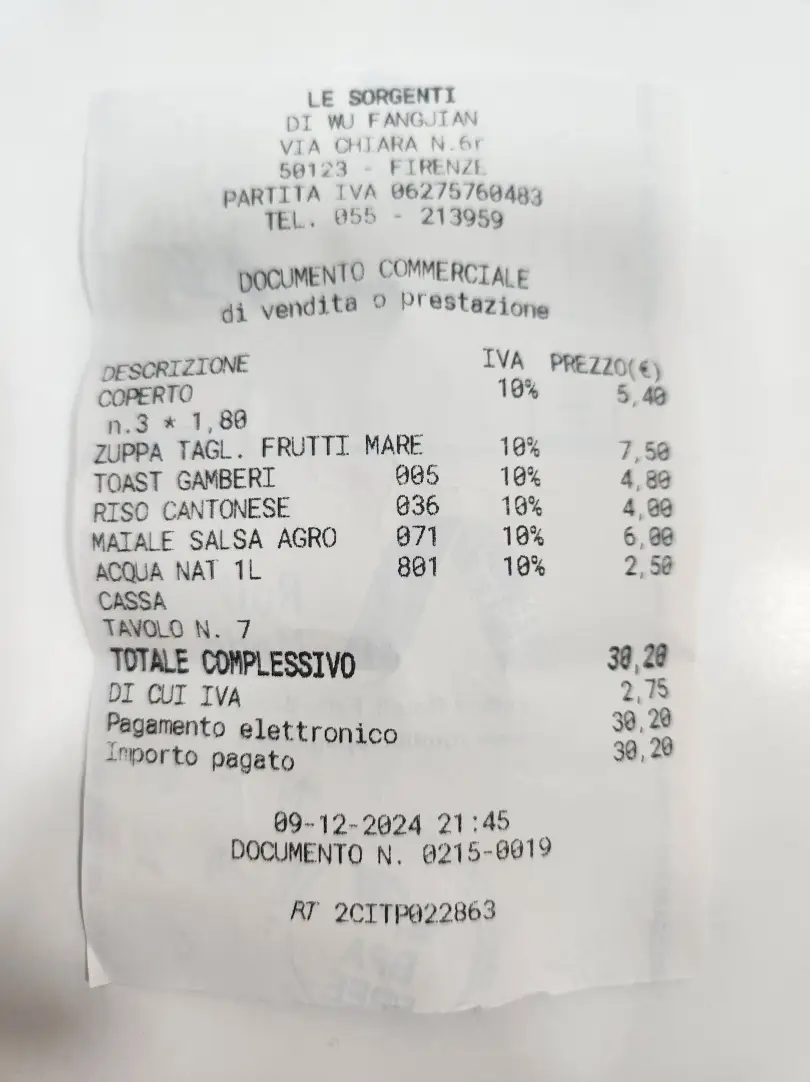 LE SORGENTI
DI WU FANGJIAN
VIA CHIARA N.6r
50123 - FIRENZE
PARTITA IVA 06275760483
TEL. 055 - 213959
DOCUMENTO COMMERCIALE
di vendita o prestazione
DESCRIZIONE IVA PREZZO(€)
COPERTO 10% 5,40
n.3 * 1,80
ZUPPA TAGL. FRUTTI MARE 10% 7,50
TOAST GAMBERI 005 10% 4,80
RISO CANTONESE 036 10% 4,00
MAIALE SALSA AGRO 071 10% 6,00
ACQUA NAT 1L 801 10% 2,50
CASSA
TAVOLO N. 7
TOTALE COMPLESSIVO 30,20
DI CUI IVA 2,75
Pagamento elettronico 30,20
Importo pagato 30,20
09-12-2024 21:45
DOCUMENTO N. 0215-0019
RT 2CITP022863